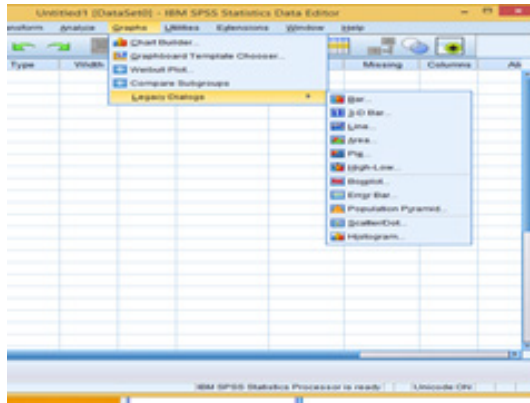 Untitled1 [DataSet0] - IBM SPSS Statistics Data Editor
Analyze Graphs Utilities Extensions Window Help
Type Width Missing Columns
Chart Builder...
Graphboard Template Chooser...
Weibull Plot...
Compare Subgroups
Legacy Dialogs
Bar...
3-D Bar...
Line...
Area...
Pie...
High-Low...
Boxplot...
Error Bar...
Population Pyramid...
Scatter/Dot...
Histogram...
IBM SPSS Statistics Processor is ready Unicode:ON